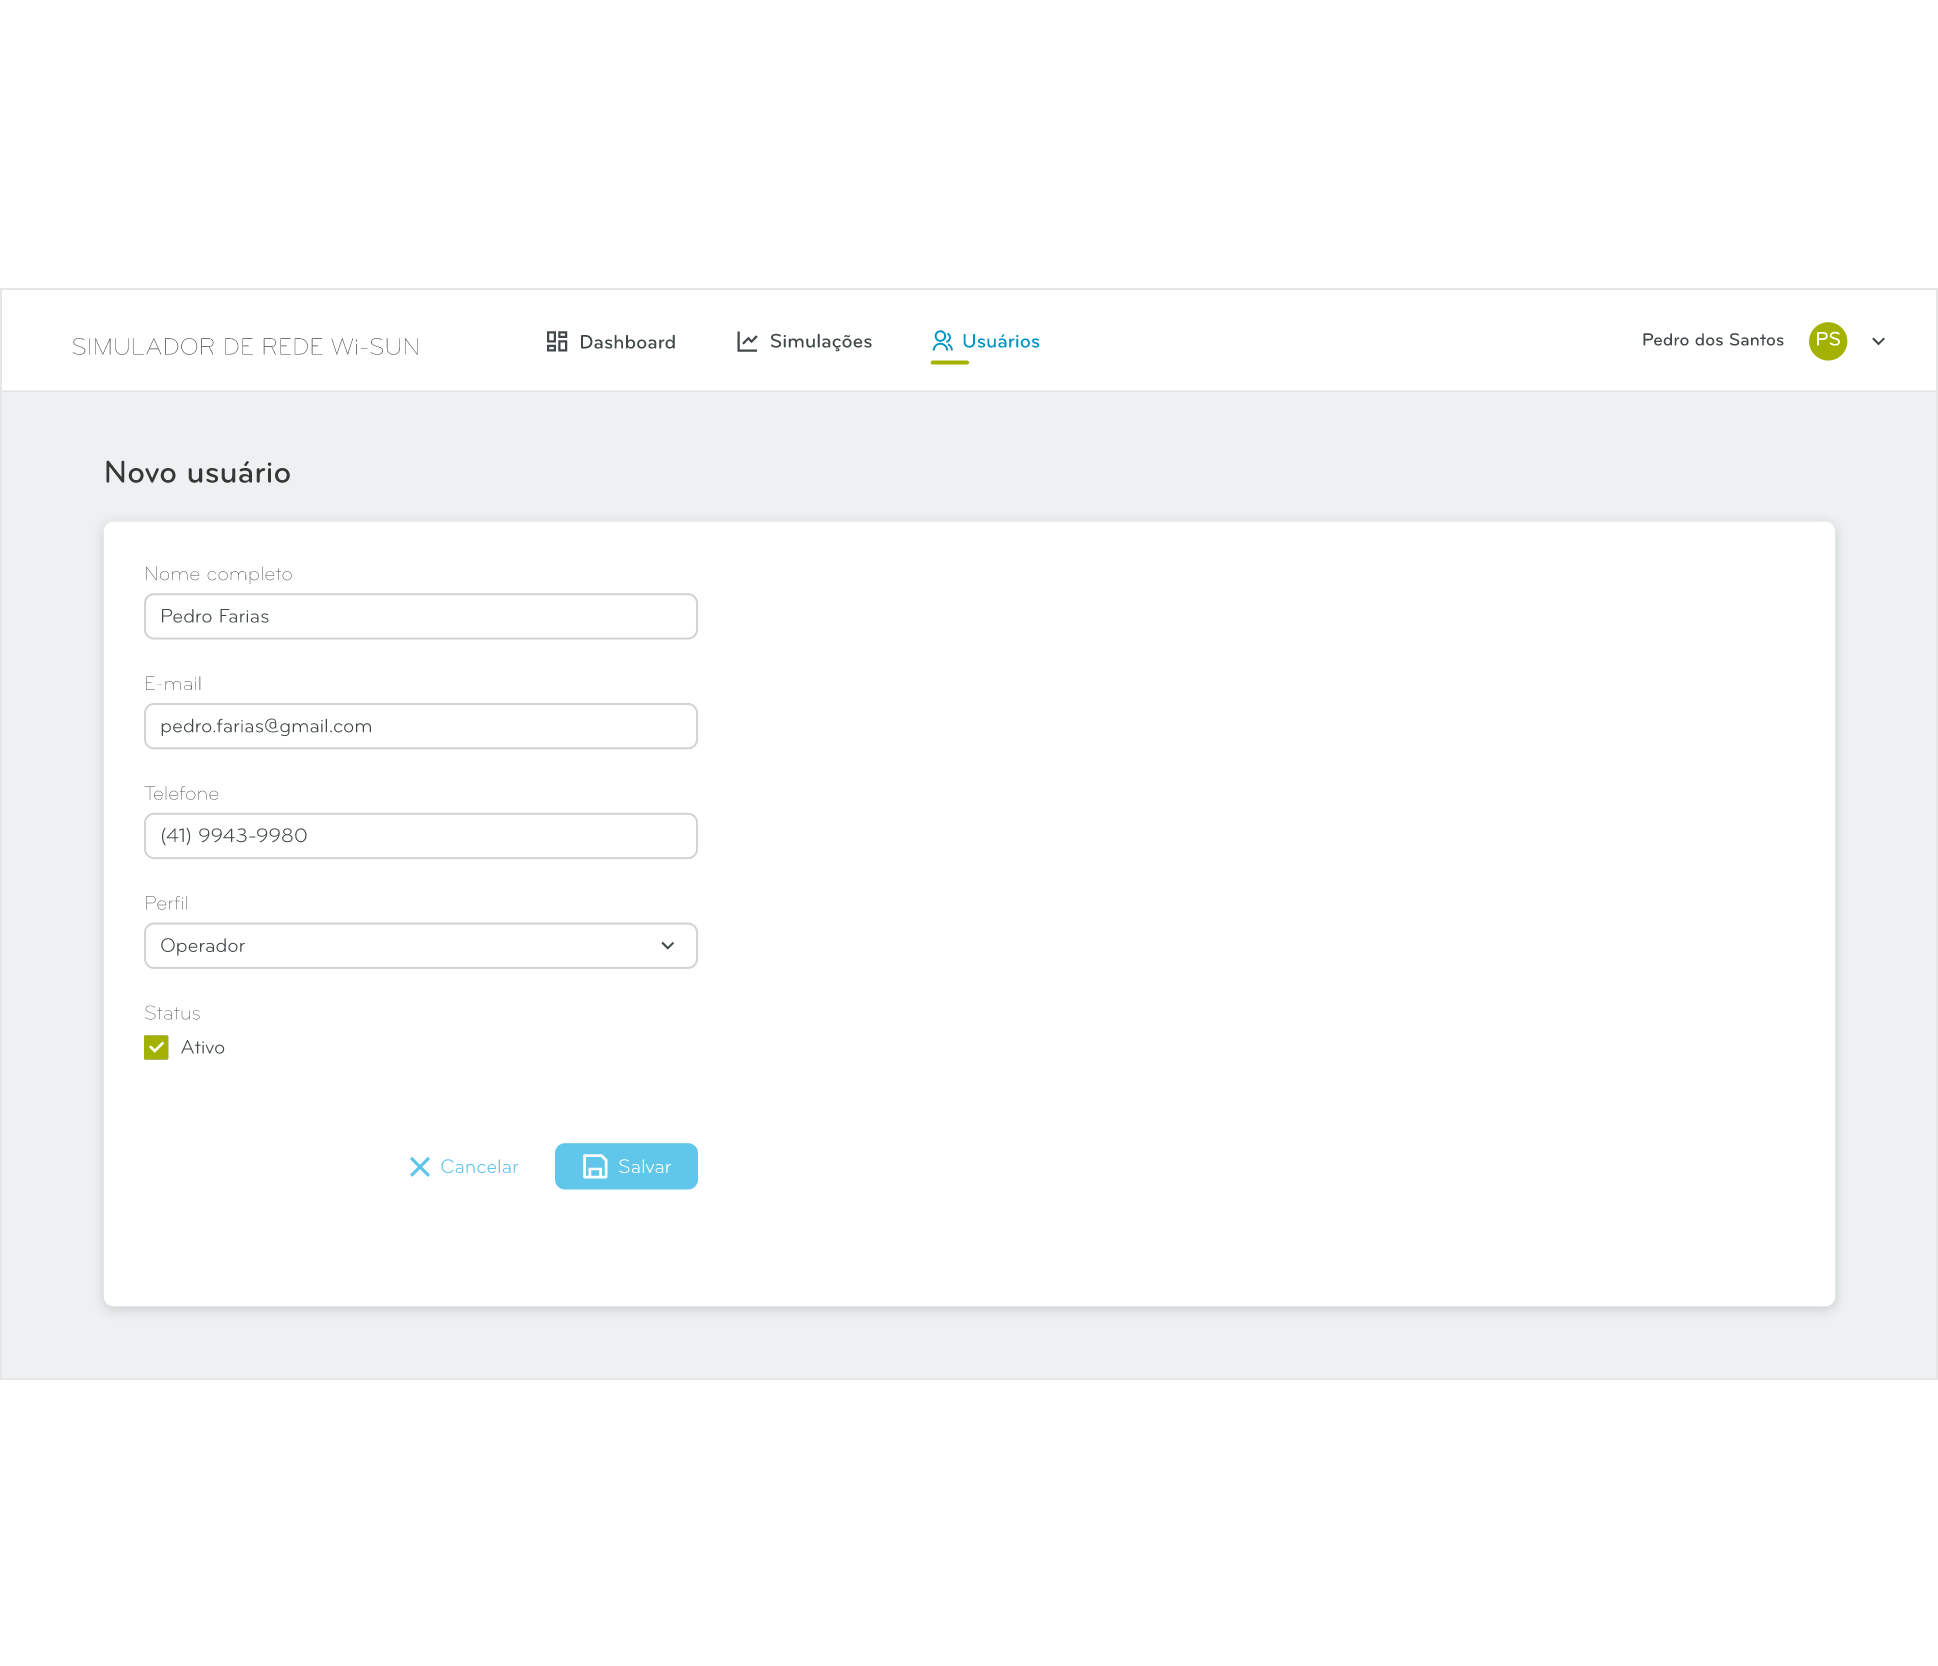 SIMULADOR DE REDE Wi-SUN
Dashboard
Simulações
Usuários
Pedro dos Santos
PS
Novo usuário
Nome completo
Pedro Farias
E-mail
pedro.farias@gmail.com
Telefone
(41) 9943-9980
Perfil
Operador
Status
Ativo
Cancelar
Salvar